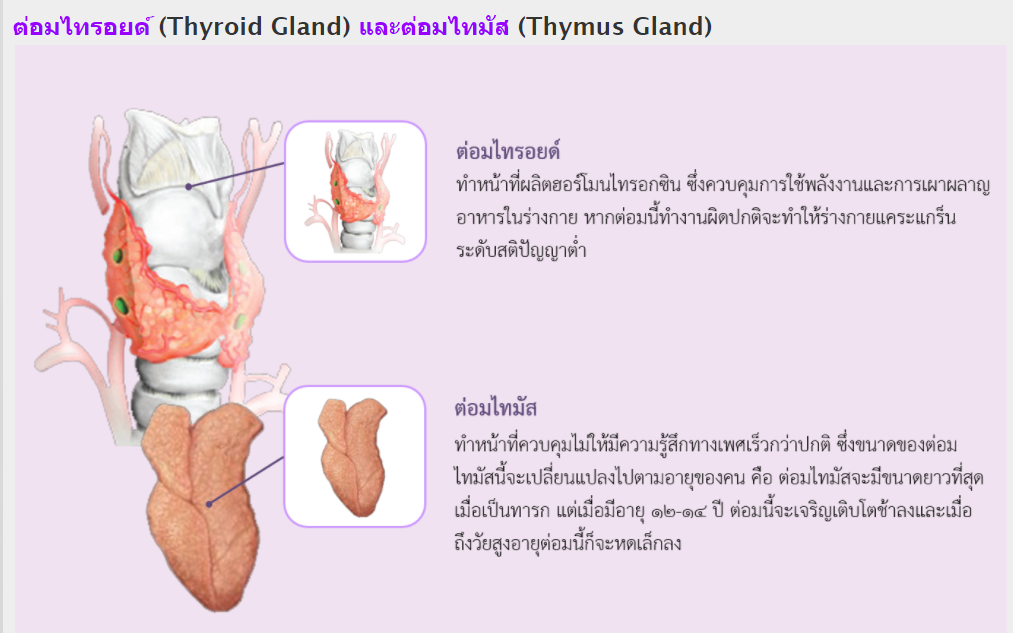 ต่อมไทรอยด์ (Thyroid Gland) และต่อมไทมัส (Thymus Gland)
ต่อมไทรอยด์
ทำหน้าที่ผลิตฮอร์โมนไทรอกซิน ซึ่งควบคุมการใช้พลังงานและการเผาผลาญ
อาหารในร่างกาย หากต่อมนี้ทำงานผิดปกติจะทำให้ร่างกายแคระแกร็น
ระดับสติปัญญาต่ำ
ต่อมไทมัส
ทำหน้าที่ควบคุมไม่ให้มีความรู้สึกทางเพศเร็วกว่าปกติ ซึ่งขนาดของต่อม
ไทมัสนี้จะเปลี่ยนแปลงไปตามอายุของคน คือ ต่อมไทมัสจะมีขนาดยาวที่สุด
เมื่อเป็นทารก แต่เมื่อมีอายุ ๑๒-๑๔ ปี ต่อมนี้จะเจริญเติบโตช้าลงและเมื่อ
ถึงวัยสูงอายุต่อมนี้ก็จะหดเล็กลง